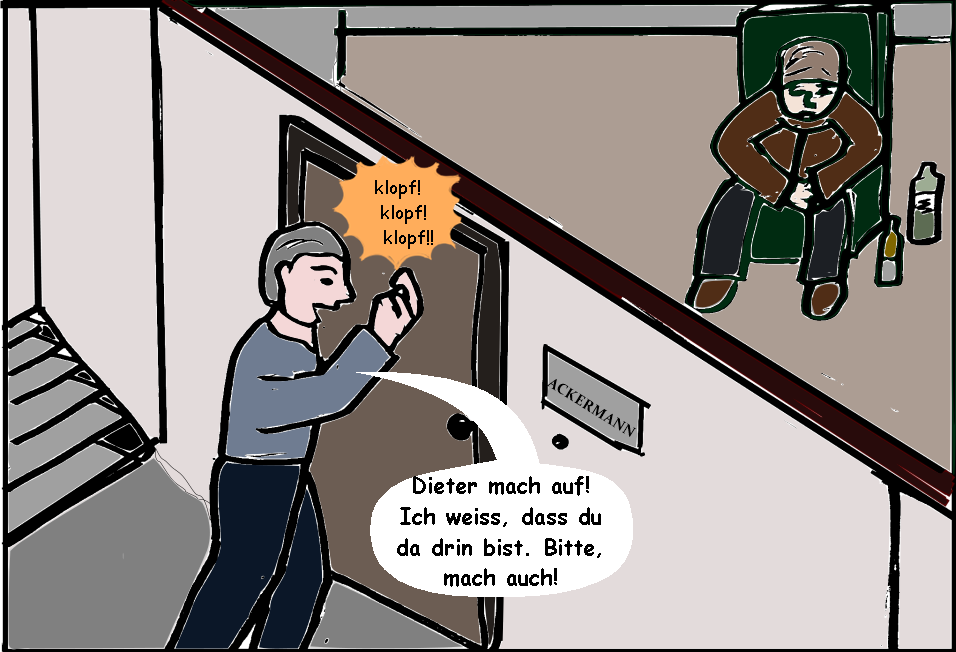 klopf!
klopf!
klopf!!
ACKERMANN
Dieter mach auf!
Ich weiss, dass du
da drin bist. Bitte,
mach auch!